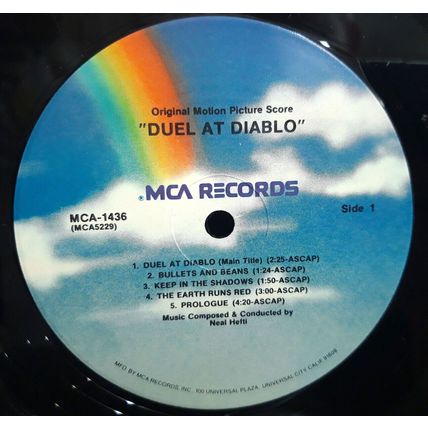 Original Motion Picture Score
"DUEL AT DIABLO"
®MCA RECORDS
MCA-1436
(MCA5229)
Side 1
1. DUEL AT DIABLO (Main Title) (2:25-ASCAP)
2. BULLETS AND BEANS (1:24-ASCAP)
3. KEEP IN THE SHADOWS (1:50-ASCAP)
4. THE EARTH RUNS RED (3:00-ASCAP)
5. PROLOGUE (4:20-ASCAP)
Music Composed & Conducted by
Neal Hefti
MFD BY MCA RECORDS, INC., 100 UNIVERSAL PLAZA, UNIVERSAL CITY, CALIF. 91608